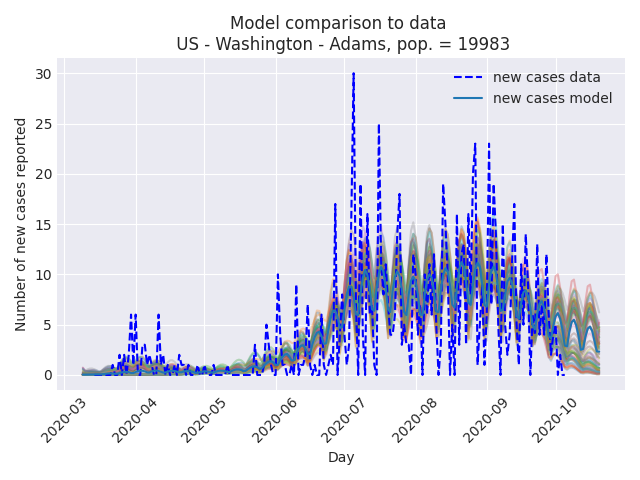 Model comparison to data
US - Washington - Adams, pop. = 19983
new cases data
new cases model
Number of new cases reported
30
25
20
15
10
5
0
2020-03
2020-04
2020-05
2020-06
2020-07
2020-08
2020-09
2020-10
Day